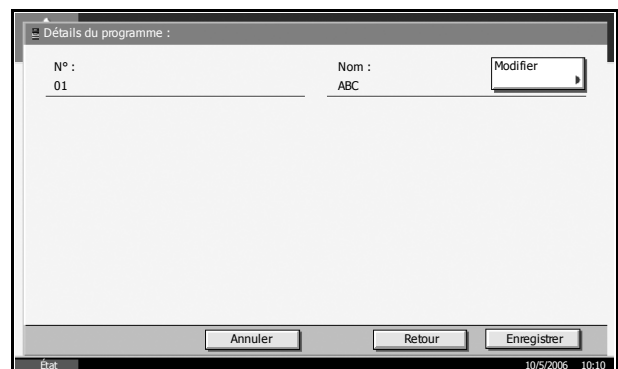 Détails du programme :
N° :
Nom :
Modifier
01
ABC
Annuler
Retour
Enregistrer
État
10/5/2006 10:10